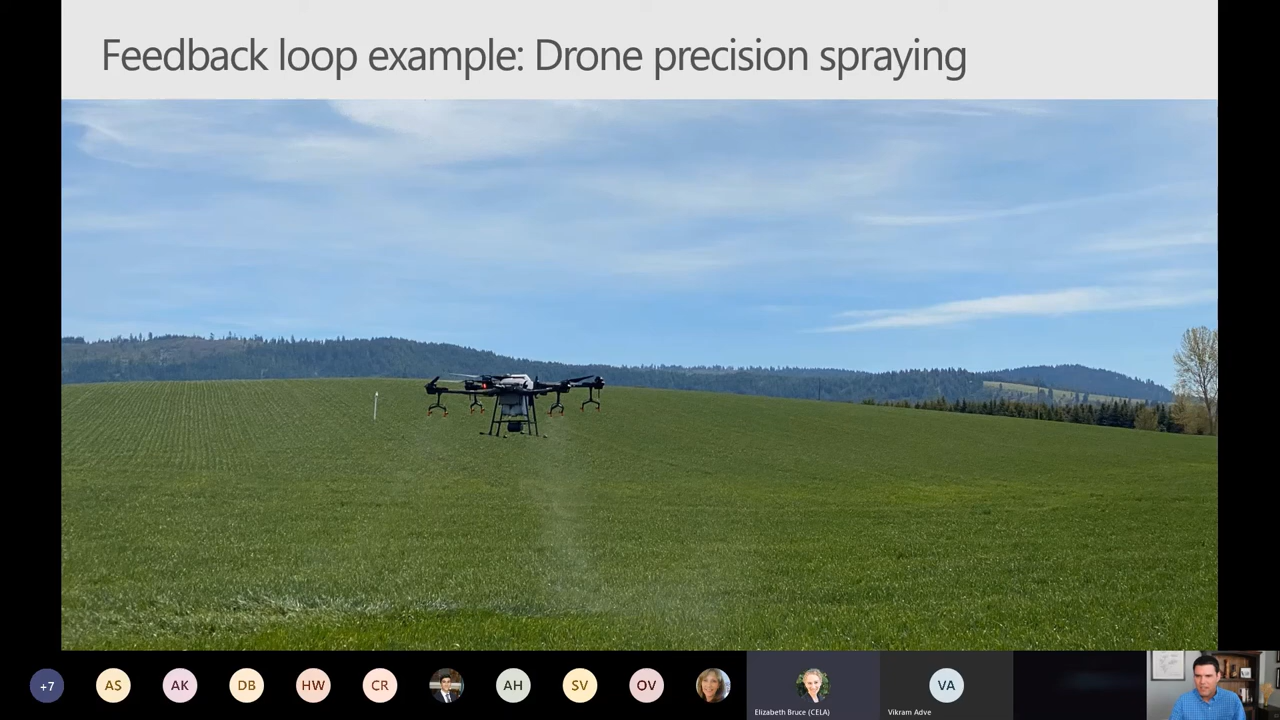 Feedback loop example: Drone precision spraying
+7
AS
AK
DB
HW
CR
AH
SV
OV
Elizabeth Bruce (CELA)
VA
Vikram Adve